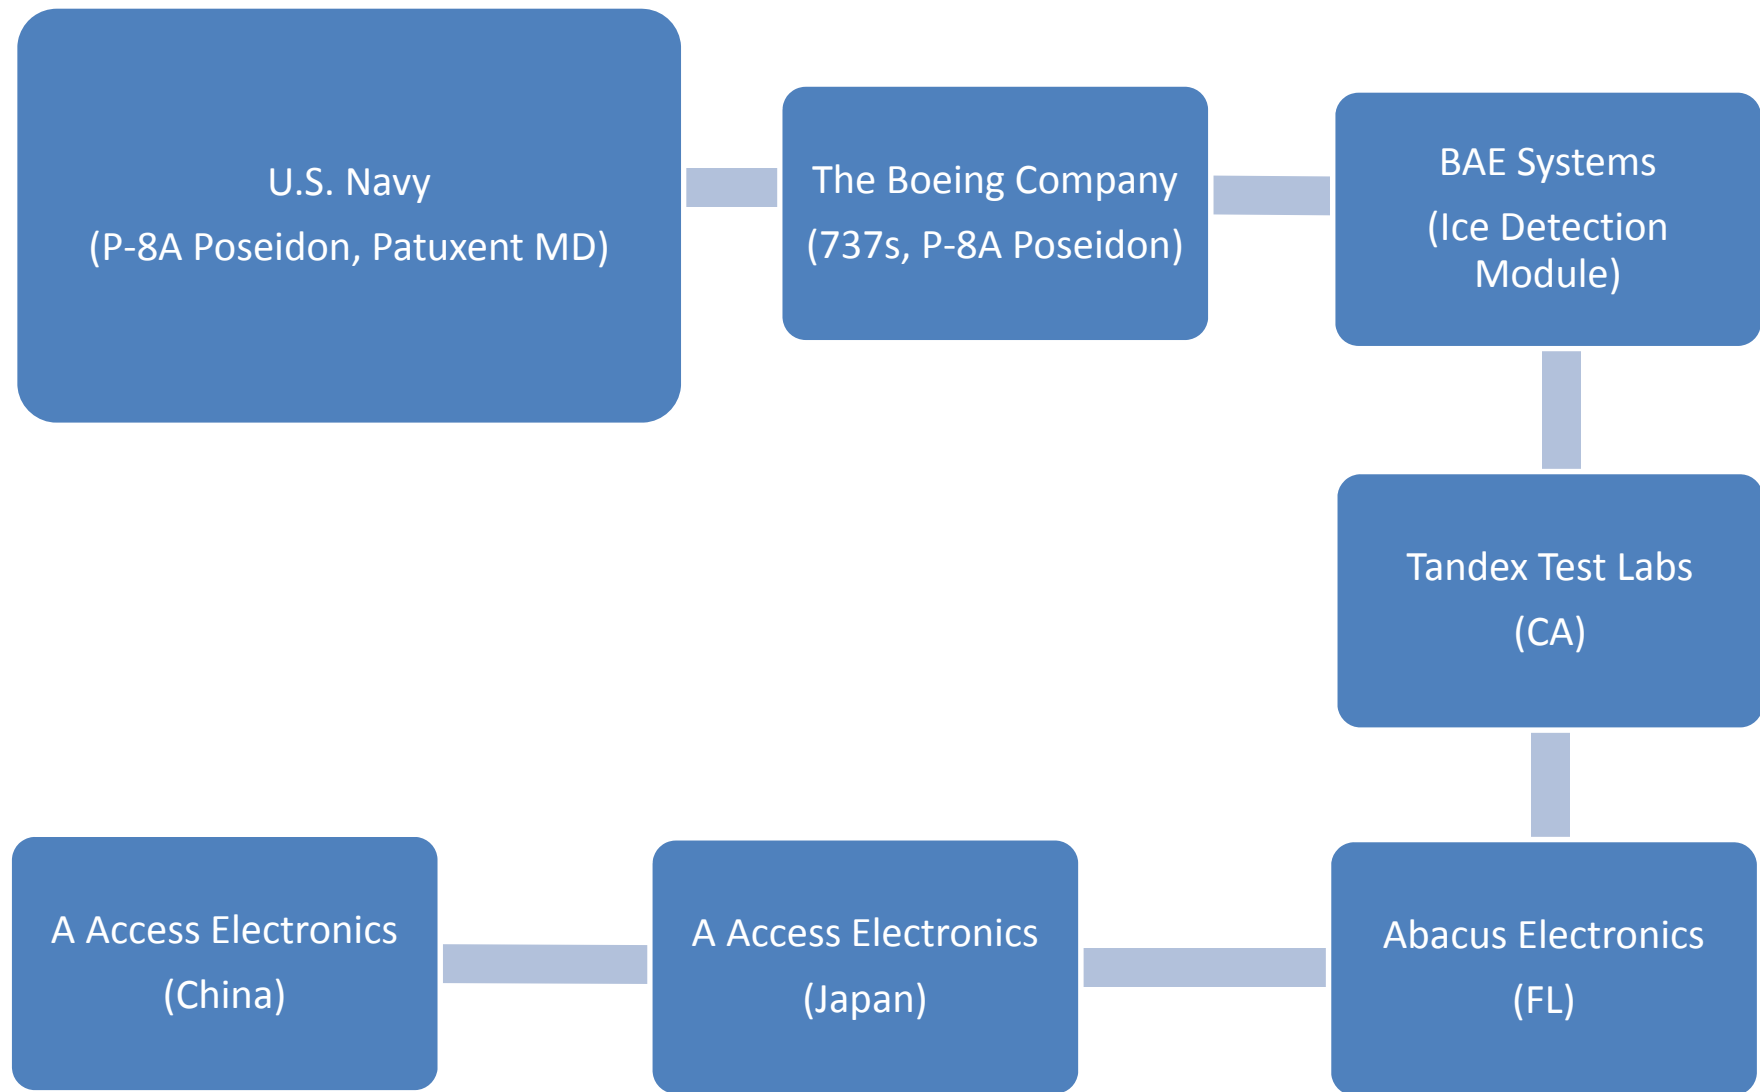 U.S. Navy
(P-8A Poseidon, Patuxent MD)
The Boeing Company
(737s, P-8A Poseidon)
BAE Systems
(Ice Detection
Module)
Tandex Test Labs
(CA)
A Access Electronics
(China)
A Access Electronics
(Japan)
Abacus Electronics
(FL)